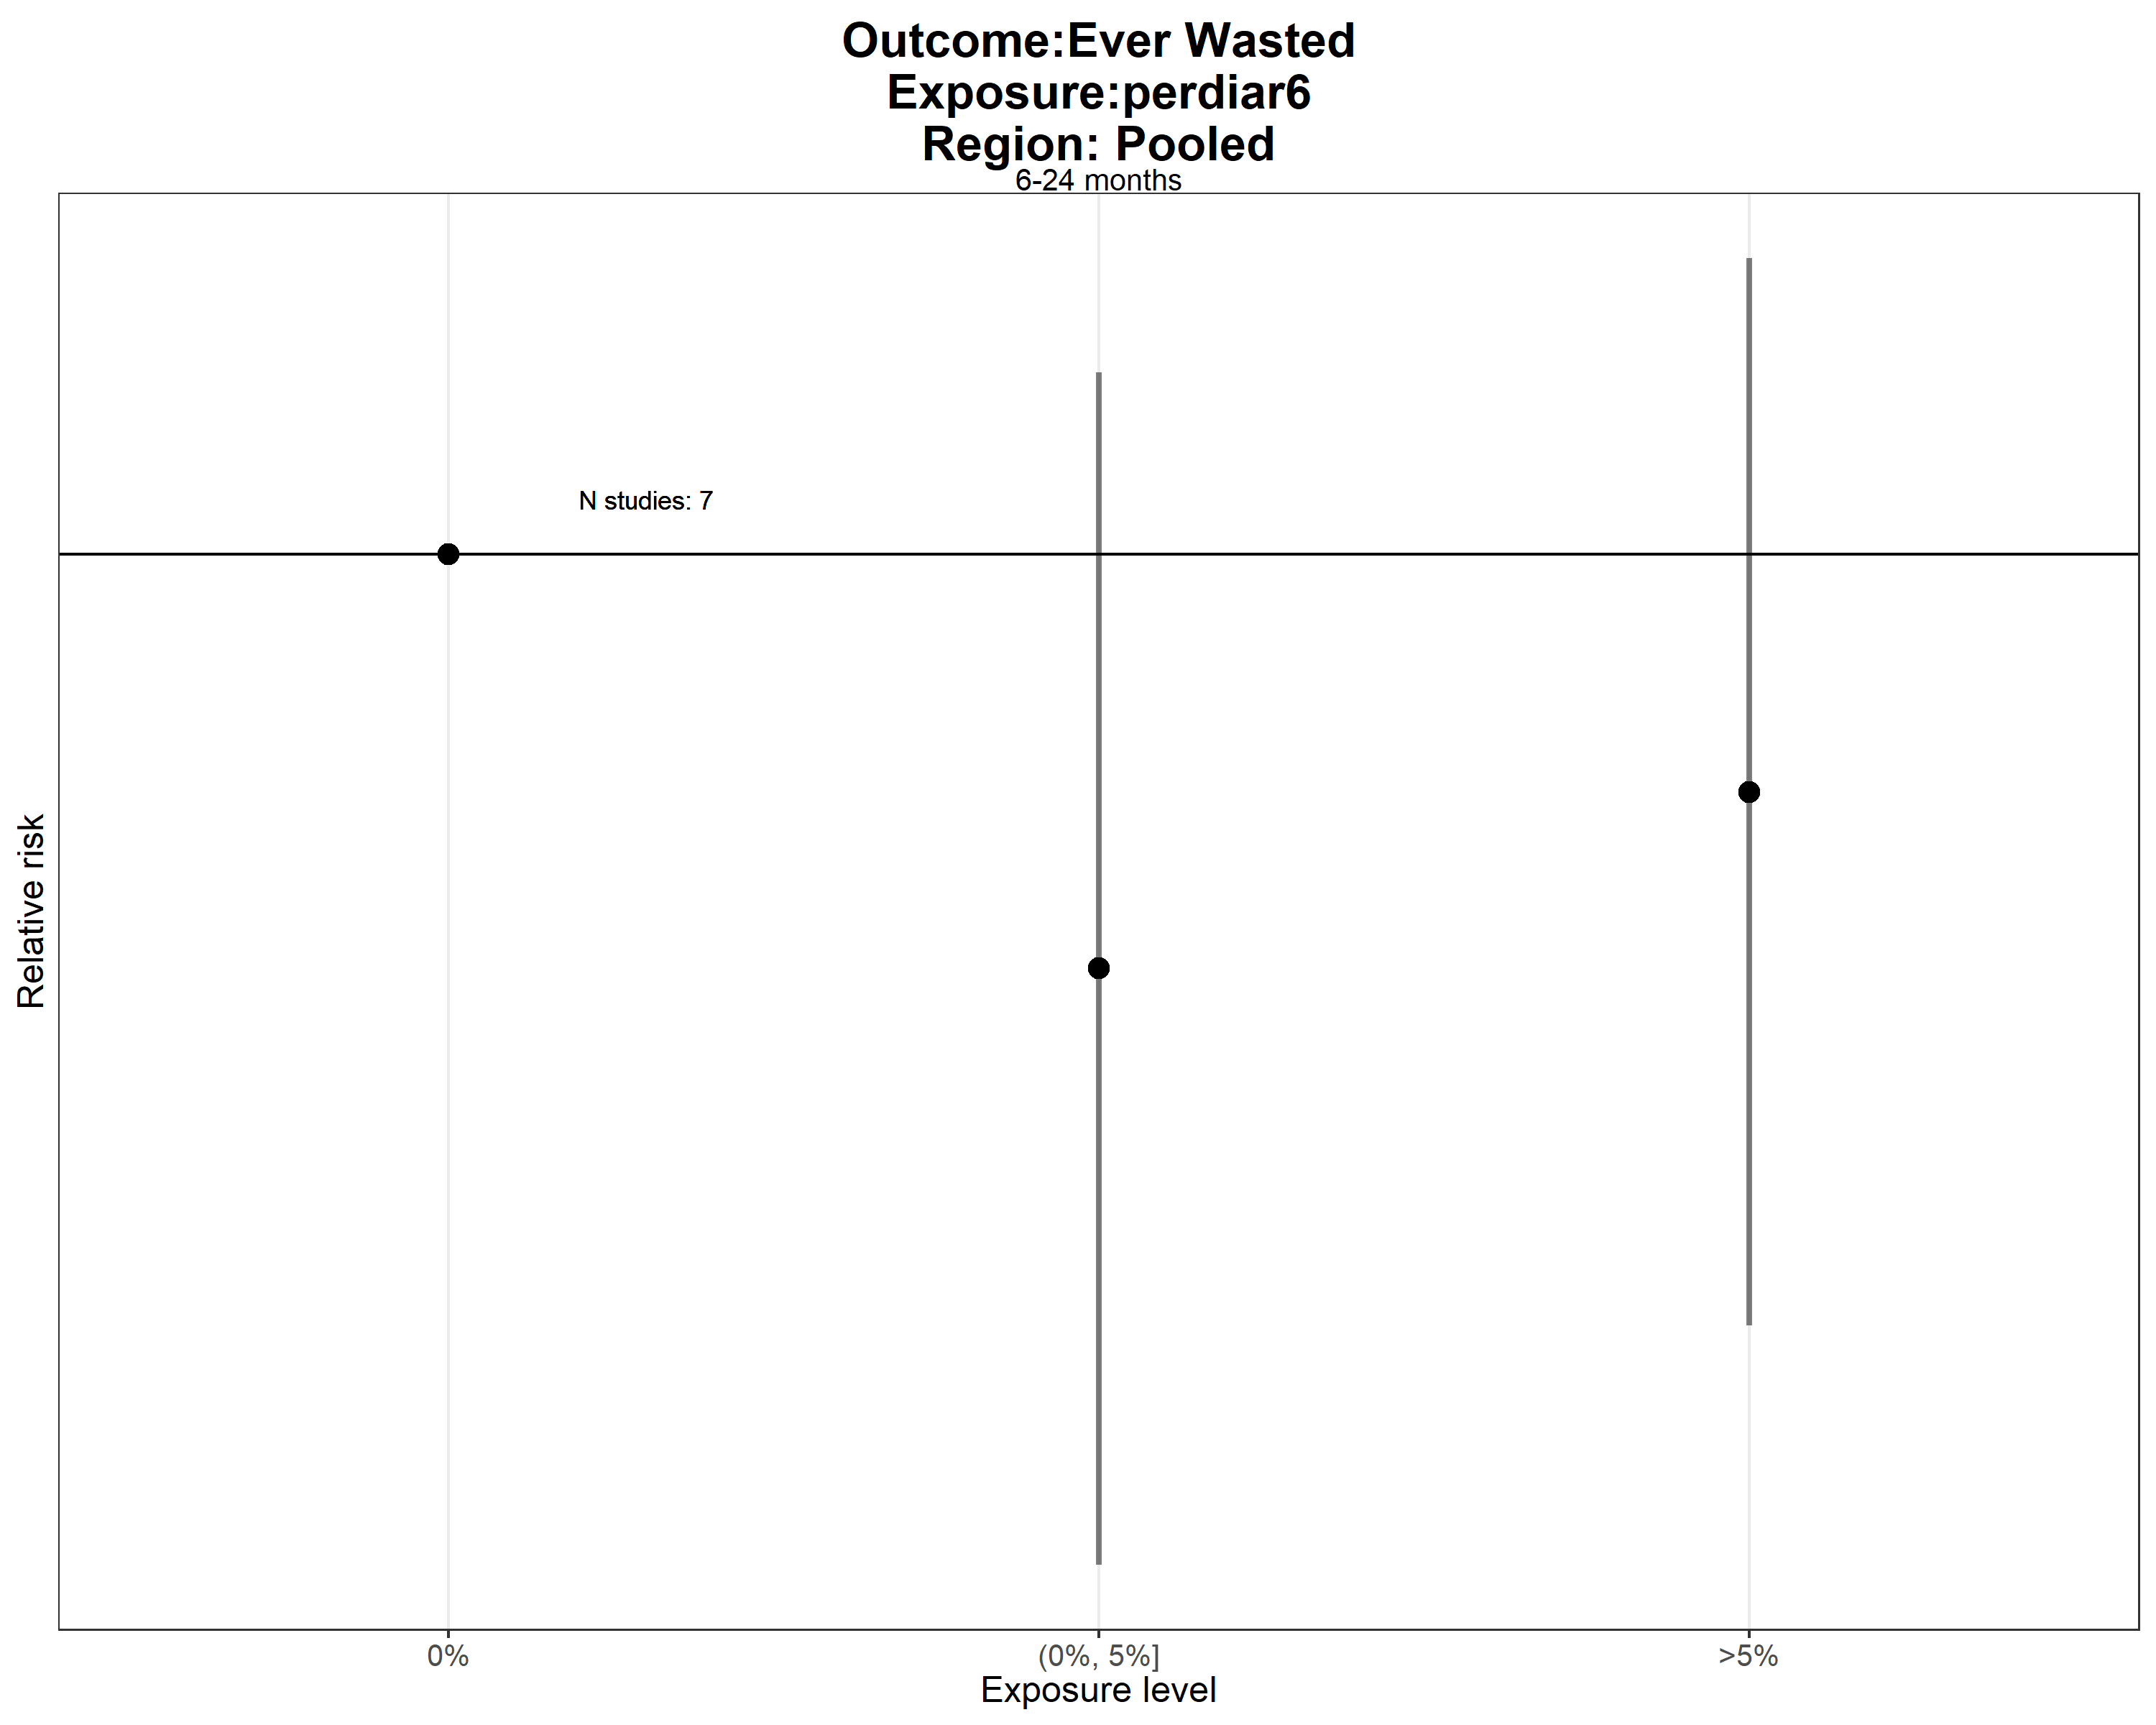 Outcome:Ever Wasted
Exposure:perdiar6
Region: Pooled
6-24 months
N studies: 7
Relative risk
0%
(0%, 5%]
>5%
Exposure level